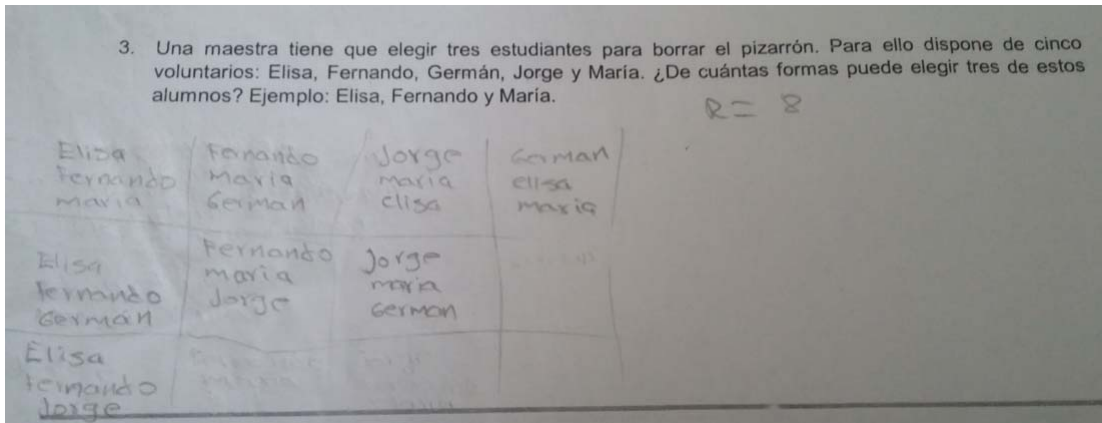 3. Una maestra tiene que elegir tres estudiantes para borrar el pizarrón. Para ello dispone de cinco
voluntarios: Elisa, Fernando, Germán, Jorge y María. ¿De cuántas formas puede elegir tres de estos
alumnos? Ejemplo: Elisa, Fernando y María.
R= 8
Elisa
Fernando
maria
Fernando
Maria
German
Jorge
maria
elisa
German
elisa
maria
Elisa
fernando
Germán
Fernando
maria
Jorge
Jorge
maria
German
Elisa
fernando
Jorge